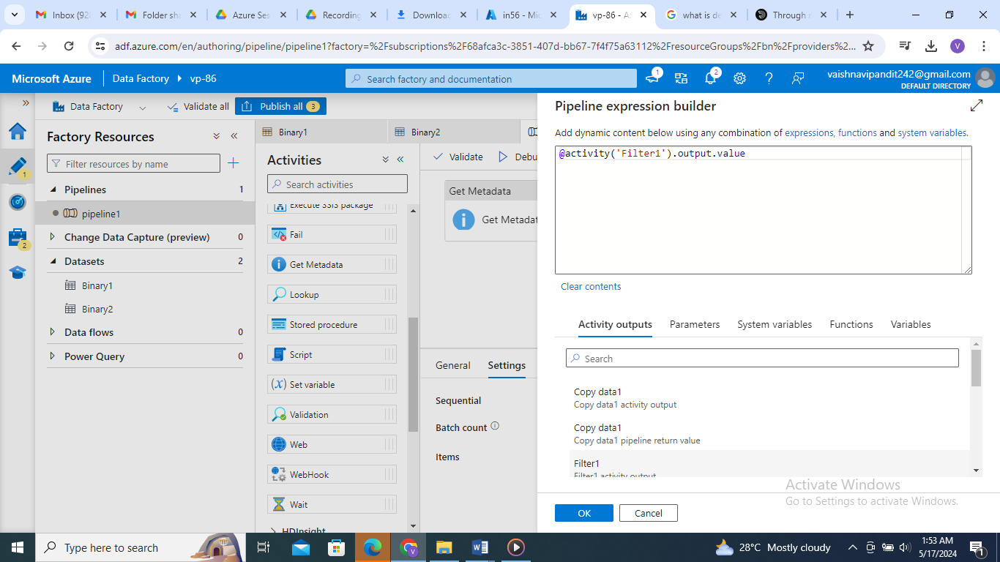 Inbox (92
Folder sha
Azure Ses
Recording
Downloac
in56 - Mic
vp-86 - A
what is de
Through r
adf.azure.com/en/authoring/pipeline/pipeline1?factory=%2Fsubscriptions%2F68afca3c-3851-407d-bb67-7f4f75a63112%2FresourceGroups%2Fbn%2Fproviders%2...
V
Microsoft Azure
Data Factory
vp-86
Search factory and documentation
1
2
vaishnavipandit242@gmail.com
DEFAULT DIRECTORY
Data Factory
Validate all
Publish all
3
1
2
Factory Resources
Filter resources by name
Pipelines
1
pipeline1
Change Data Capture (preview)
0
Datasets
2
Binary1
Binary2
Data flows
0
Power Query
0
Binary1
Binary2
Activities
Search activities
Execute SSIS package
Fail
Get Metadata
Lookup
Stored procedure
Script
Set variable
Validation
Web
WebHook
Wait
HDInsight
Validate
Debu
Get Metadata
Get Metadat
General
Settings
Sequential
Batch count
Items
Pipeline expression builder
Add dynamic content below using any combination of expressions, functions and system variables.
@activity('Filter1').output.value
Clear contents
Activity outputs
Parameters
System variables
Functions
Variables
Search
Copy data1
Copy data1 activity output
Copy data1
Copy data1 pipeline return value
Filter1
Filter1 activity output
Activate Windows
Go to Settings to activate Windows.
OK
Cancel
Type here to search
28°C Mostly cloudy
1:53 AM
5/17/2024
1